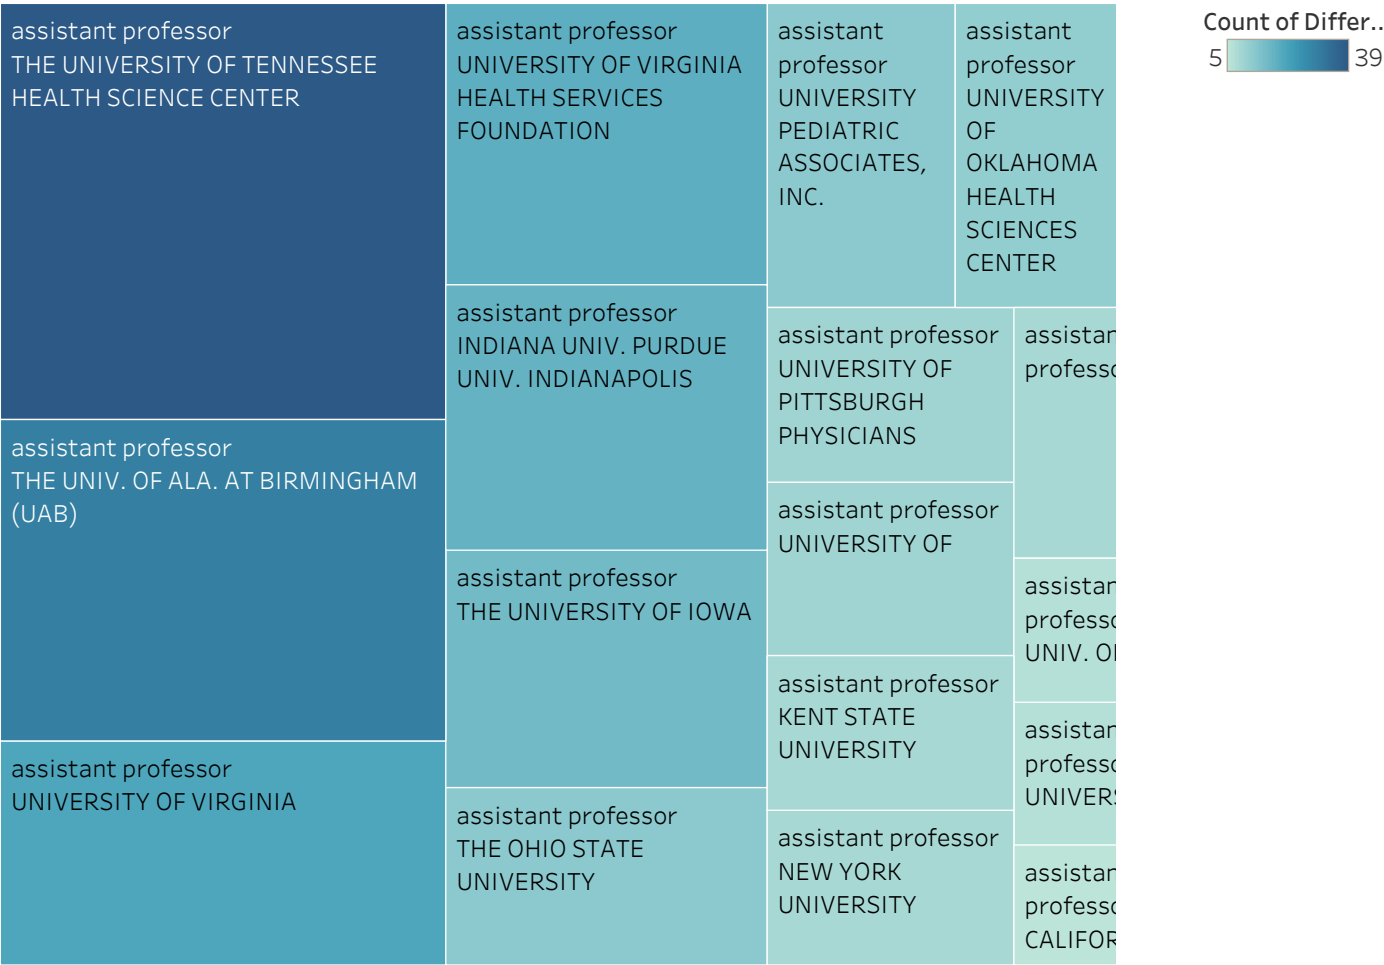 assistant professor
THE UNIVERSITY OF TENNESSEE
HEALTH SCIENCE CENTER
assistant professor
THE UNIV. OF ALA. AT BIRMINGHAM
(UAB)
assistant professor
UNIVERSITY OF VIRGINIA
assistant professor
UNIVERSITY OF VIRGINIA
HEALTH SERVICES
FOUNDATION
assistant professor
INDIANA UNIV. PURDUE
UNIV. INDIANAPOLIS
assistant professor
THE UNIVERSITY OF IOWA
assistant professor
THE OHIO STATE
UNIVERSITY
assistant
professor
UNIVERSITY
PEDIATRIC
ASSOCIATES,
INC.
assistant
professor
UNIVERSITY
OF
OKLAHOMA
HEALTH
SCIENCES
CENTER
assistant professor
UNIVERSITY OF
PITTSBURGH
PHYSICIANS
assistant professor
UNIVERSITY OF
assistant professor
KENT STATE
UNIVERSITY
assistant professor
NEW YORK
UNIVERSITY
UNIV.
Count of Differ..
5 39